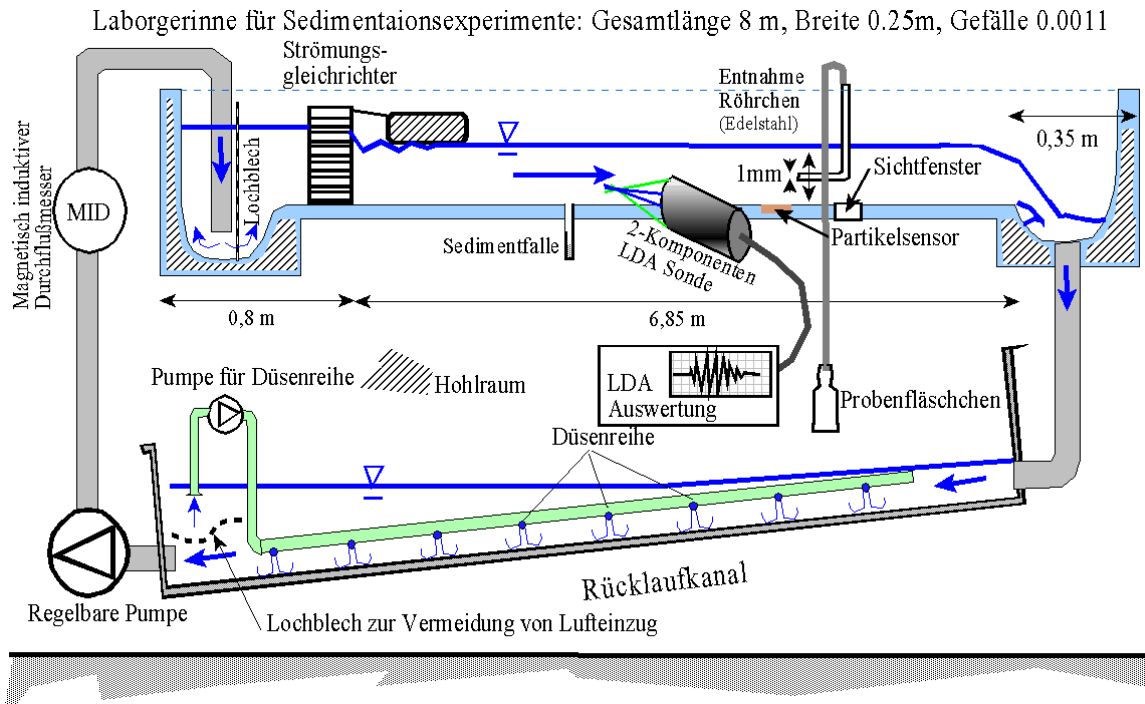 Laborgerinne für Sedimentaionsexperimente: Gesamtlänge 8 m, Breite 0.25m, Gefälle 0.0011
Strömungs-
gleichrichter
Entnahme
Röhrchen
(Edelstahl)
0,35 m
Magnetisch induktiver
Durchflußmesser
MID
Lochblech
1mm
Sichtfenster
Partikelsensor
Sedimentfalle
2-Komponenten
LDA Sonde
0,8 m
6,85 m
Pumpe für Düsenreihe
Hohlraum
LDA
Auswertung
Probenfläschchen
Düsenreihe
Rücklaufkanal
Regelbare Pumpe
Lochblech zur Vermeidung von Lufteinzug